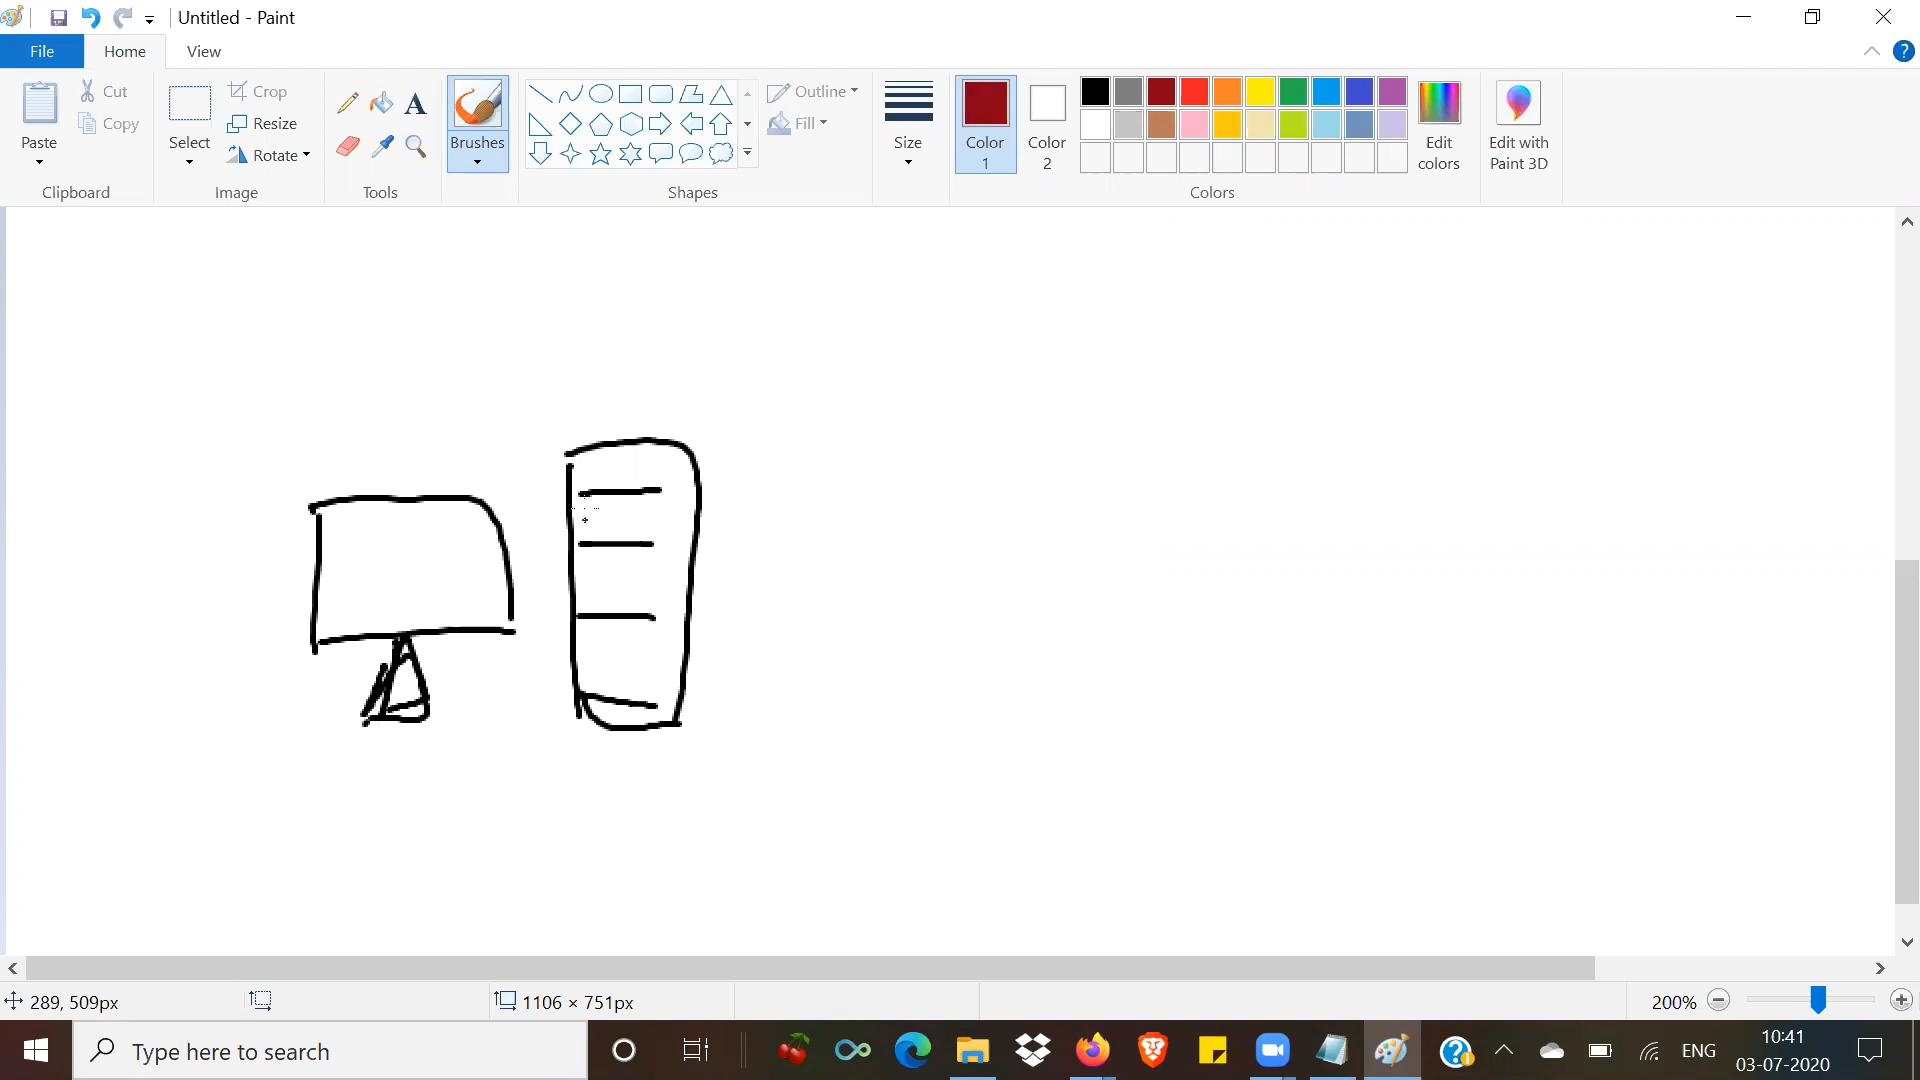 Untitled - Paint
File
Home
View
Paste
Cut
Copy
Clipboard
Select
Crop
Resize
Rotate
Image
A
Tools
Brushes
Shapes
Outline
Fill
Size
Color
1
Color
2
Edit
colors
Colors
Edit with
Paint 3D
?
289, 509px
1106 × 751px
200%
Type here to search
ENG
10:41
03-07-2020